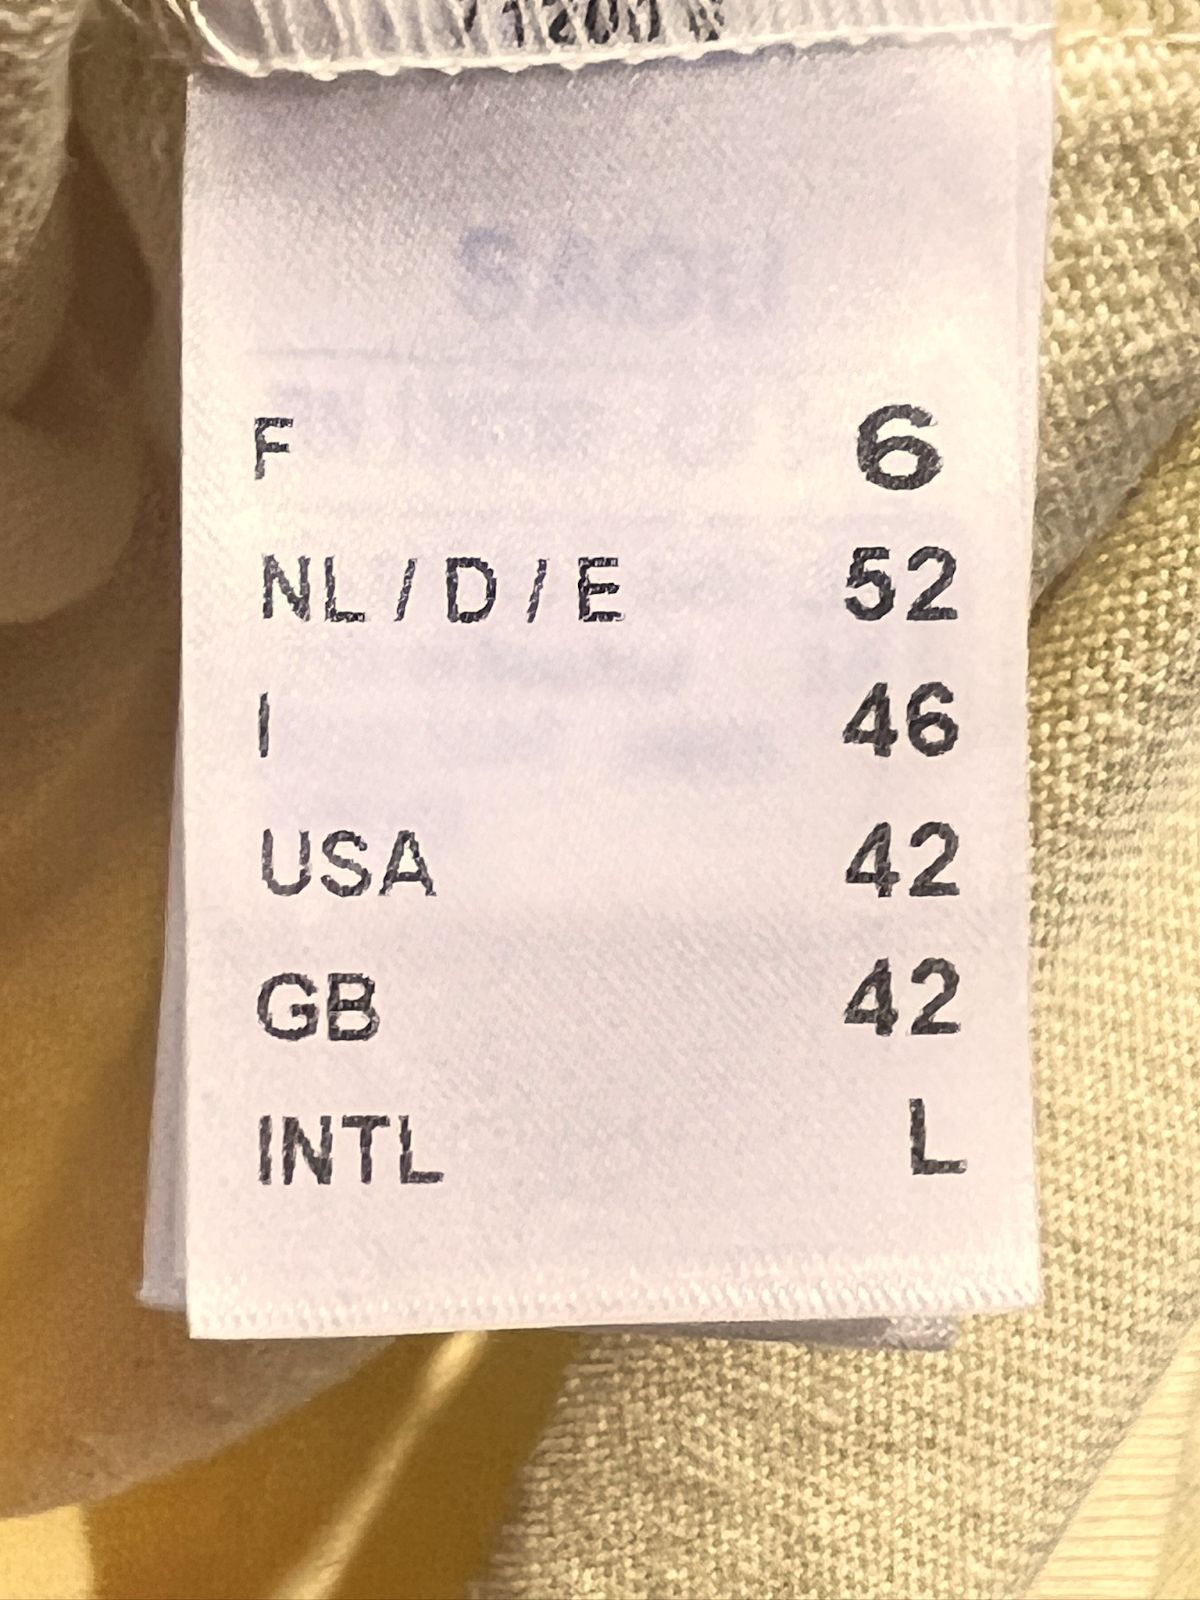 F 6
NL / D / E 52
I 46
USA 42
GB 42
INTL L